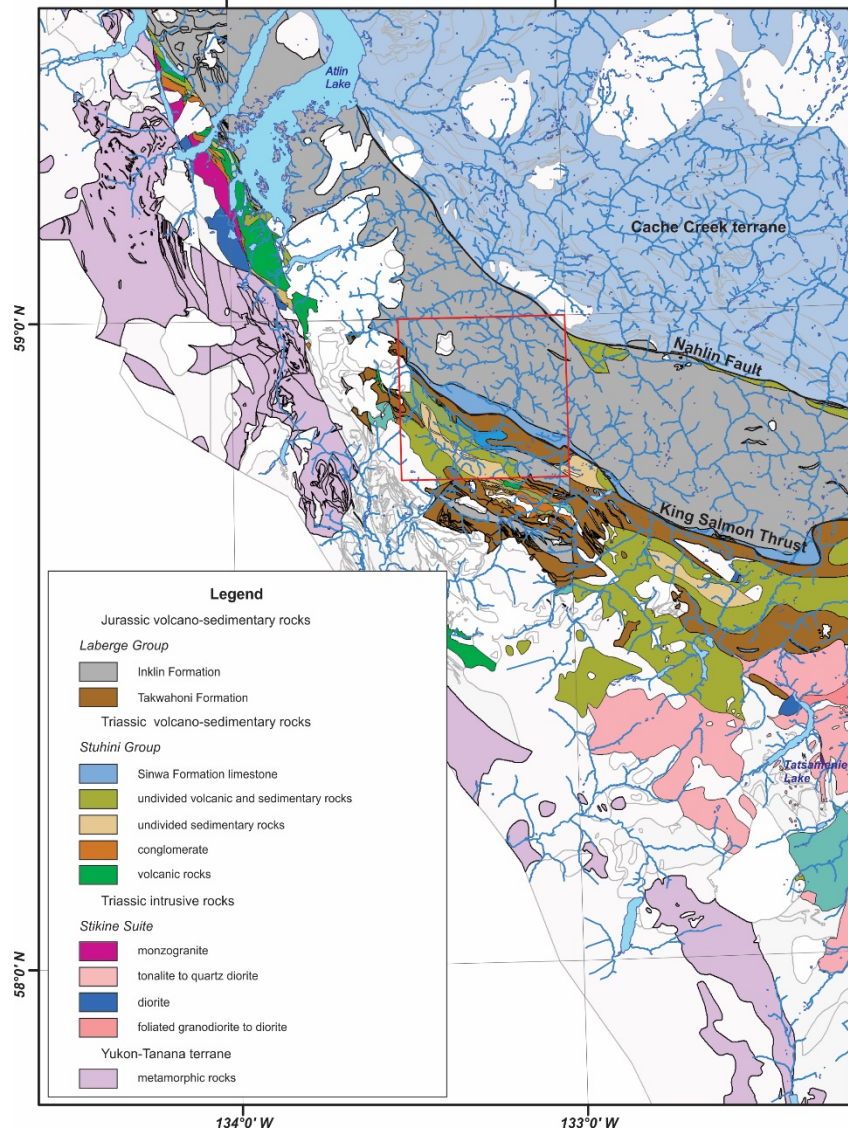 Atlin
Lake
Cache Creek terrane
59°0' N
Nahlin Fault
King Salmon Thrust
Tatsamenie
Lake
Legend
Jurassic volcano-sedimentary rocks
Laberge Group
Inklin Formation
Takwahoni Formation
Triassic volcano-sedimentary rocks
Stuhini Group
Sinwa Formation limestone
undivided volcanic and sedimentary rocks
undivided sedimentary rocks
conglomerate
volcanic rocks
Triassic intrusive rocks
Stikine Suite
monzogranite
tonalite to quartz diorite
diorite
foliated granodiorite to diorite
Yukon-Tanana terrane
metamorphic rocks
58°0' N
134°0' W
133°0' W